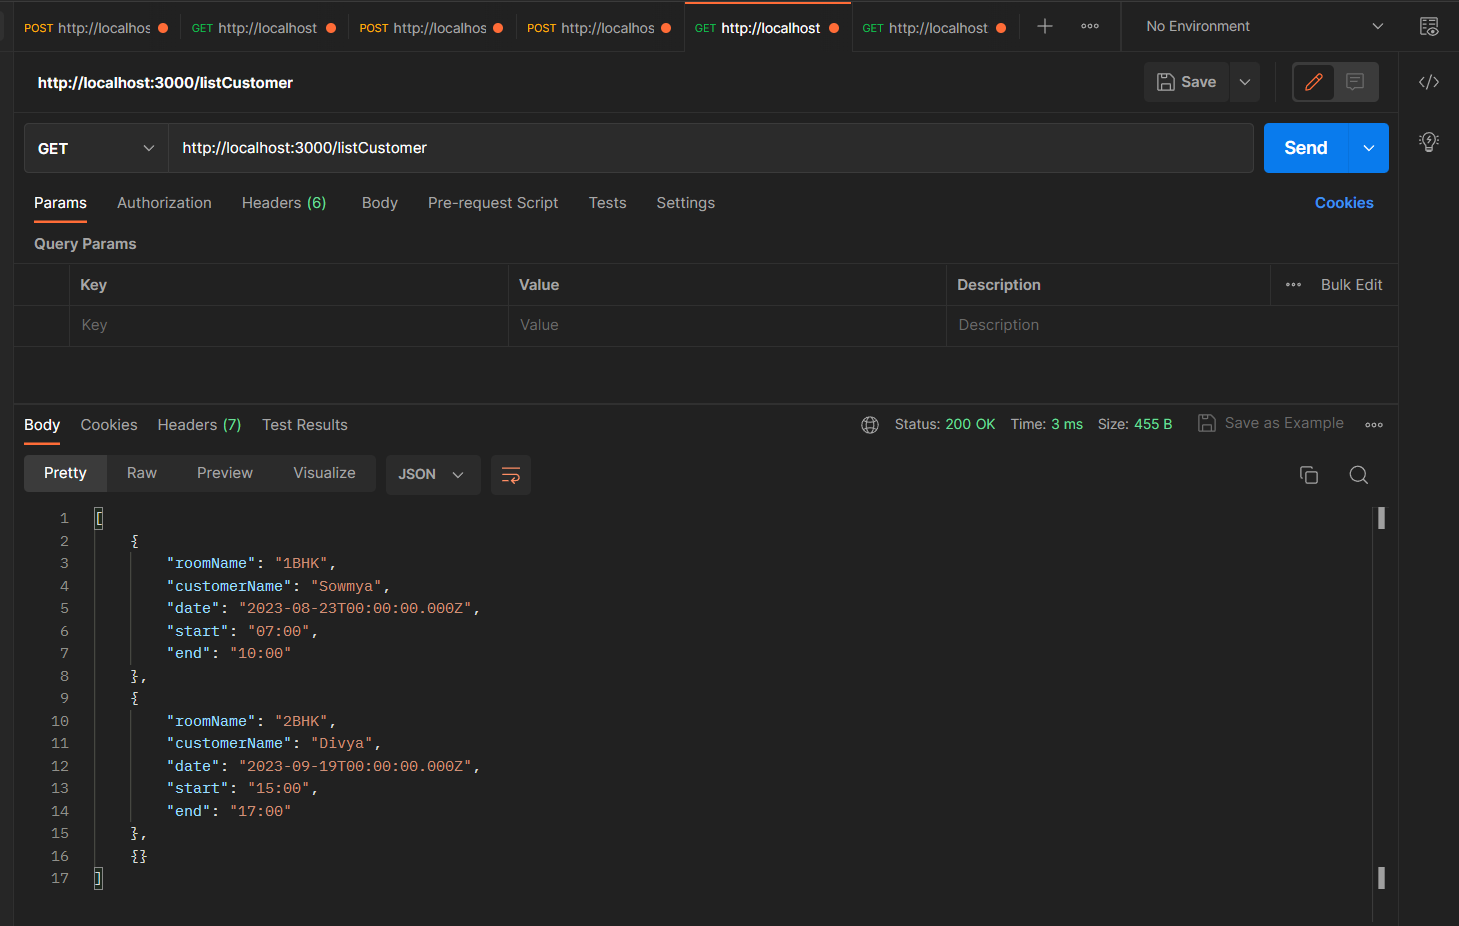 POST http://localhos GET http://localhost POST http://localhos POST http://localhos GET http://localhost GET http://localhost No Environment
http://localhost:3000/listCustomer Save
GET http://localhost:3000/listCustomer Send
Params Authorization Headers (6) Body Pre-request Script Tests Settings Cookies
Query Params
Key Value Description Bulk Edit
Key Value Description
Body Cookies Headers (7) Test Results Status: 200 OK Time: 3 ms Size: 455 B Save as Example
Pretty Raw Preview Visualize JSON
1 [
2 {
3 "roomName": "1BHK",
4 "customerName": "Sowmya",
5 "date": "2023-08-23T00:00:00.000Z",
6 "start": "07:00",
7 "end": "10:00"
8 },
9 {
10 "roomName": "2BHK",
11 "customerName": "Divya",
12 "date": "2023-09-19T00:00:00.000Z",
13 "start": "15:00",
14 "end": "17:00"
15 },
16 {}
17 ]